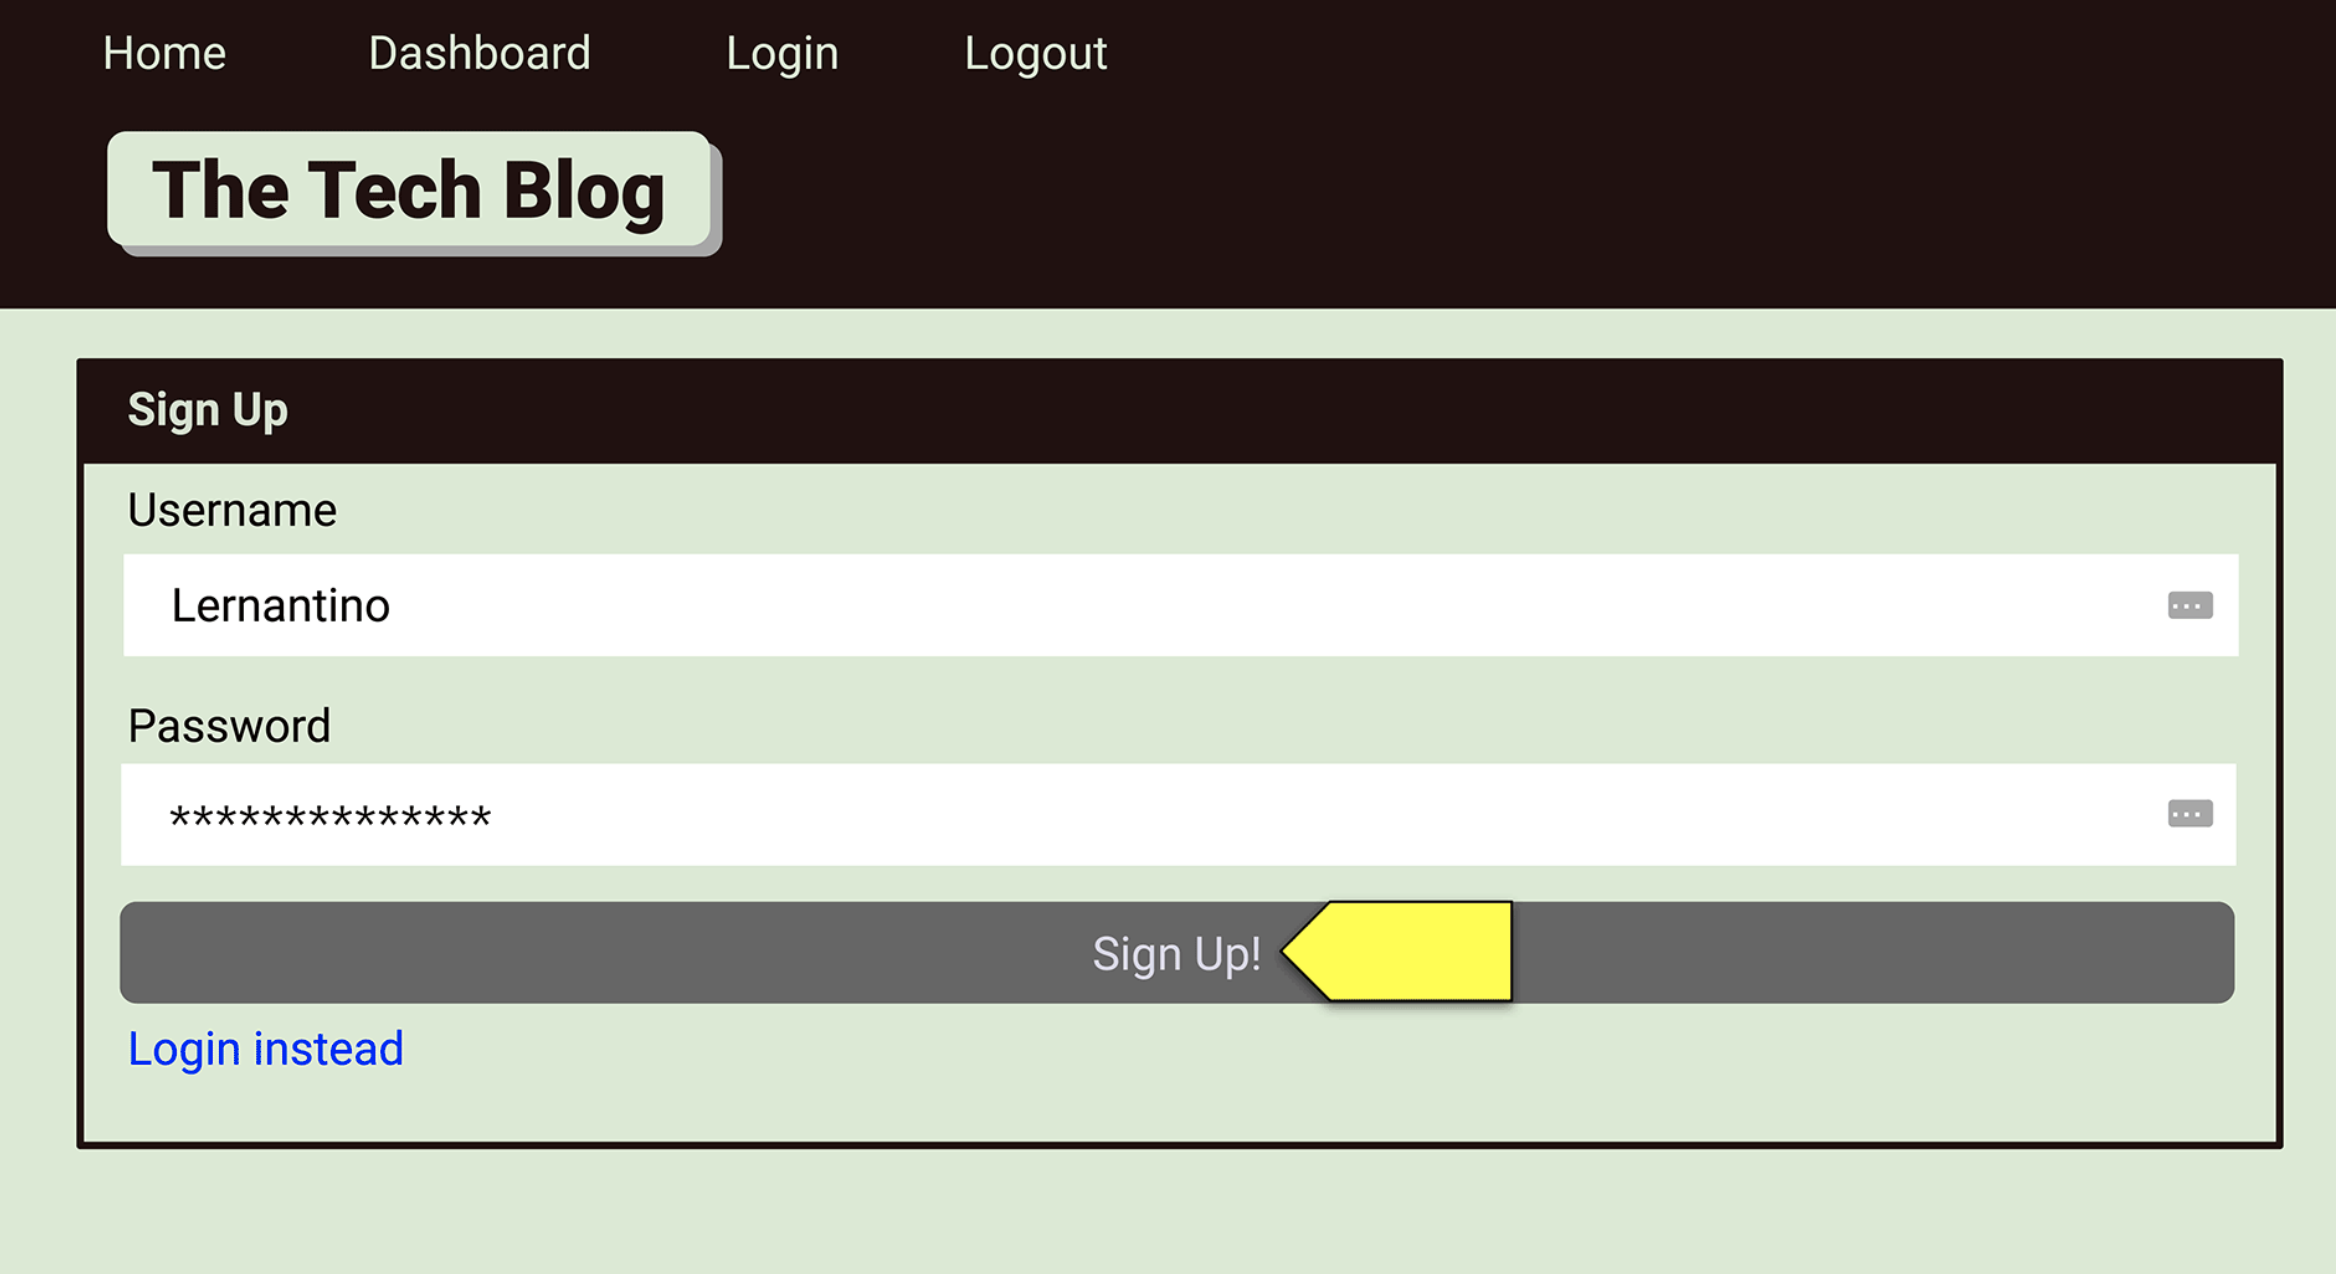 Home Dashboard Login Logout
The Tech Blog
Sign Up
Username
Lernantino
Password
**************
Sign Up!
Login instead